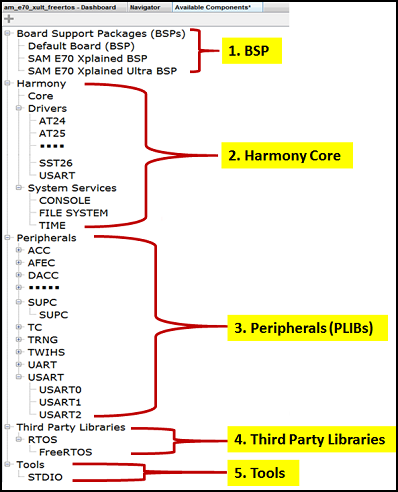 am_e70_xult_freertos - Dashboard Navigator Available Components*
Board Support Packages (BSPs)
Default Board (BSP)
SAM E70 Xplained BSP
SAM E70 Xplained Ultra BSP
1. BSP
Harmony
Core
Drivers
AT24
AT25
SST26
USART
System Services
CONSOLE
FILE SYSTEM
TIME
2. Harmony Core
Peripherals
ACC
AFEC
DACC
SUPC
SUPC
TC
TRNG
TWIHS
UART
USART
USART0
USART1
USART2
3. Peripherals (PLIBs)
Third Party Libraries
RTOS
FreeRTOS
4. Third Party Libraries
Tools
STDIO
5. Tools